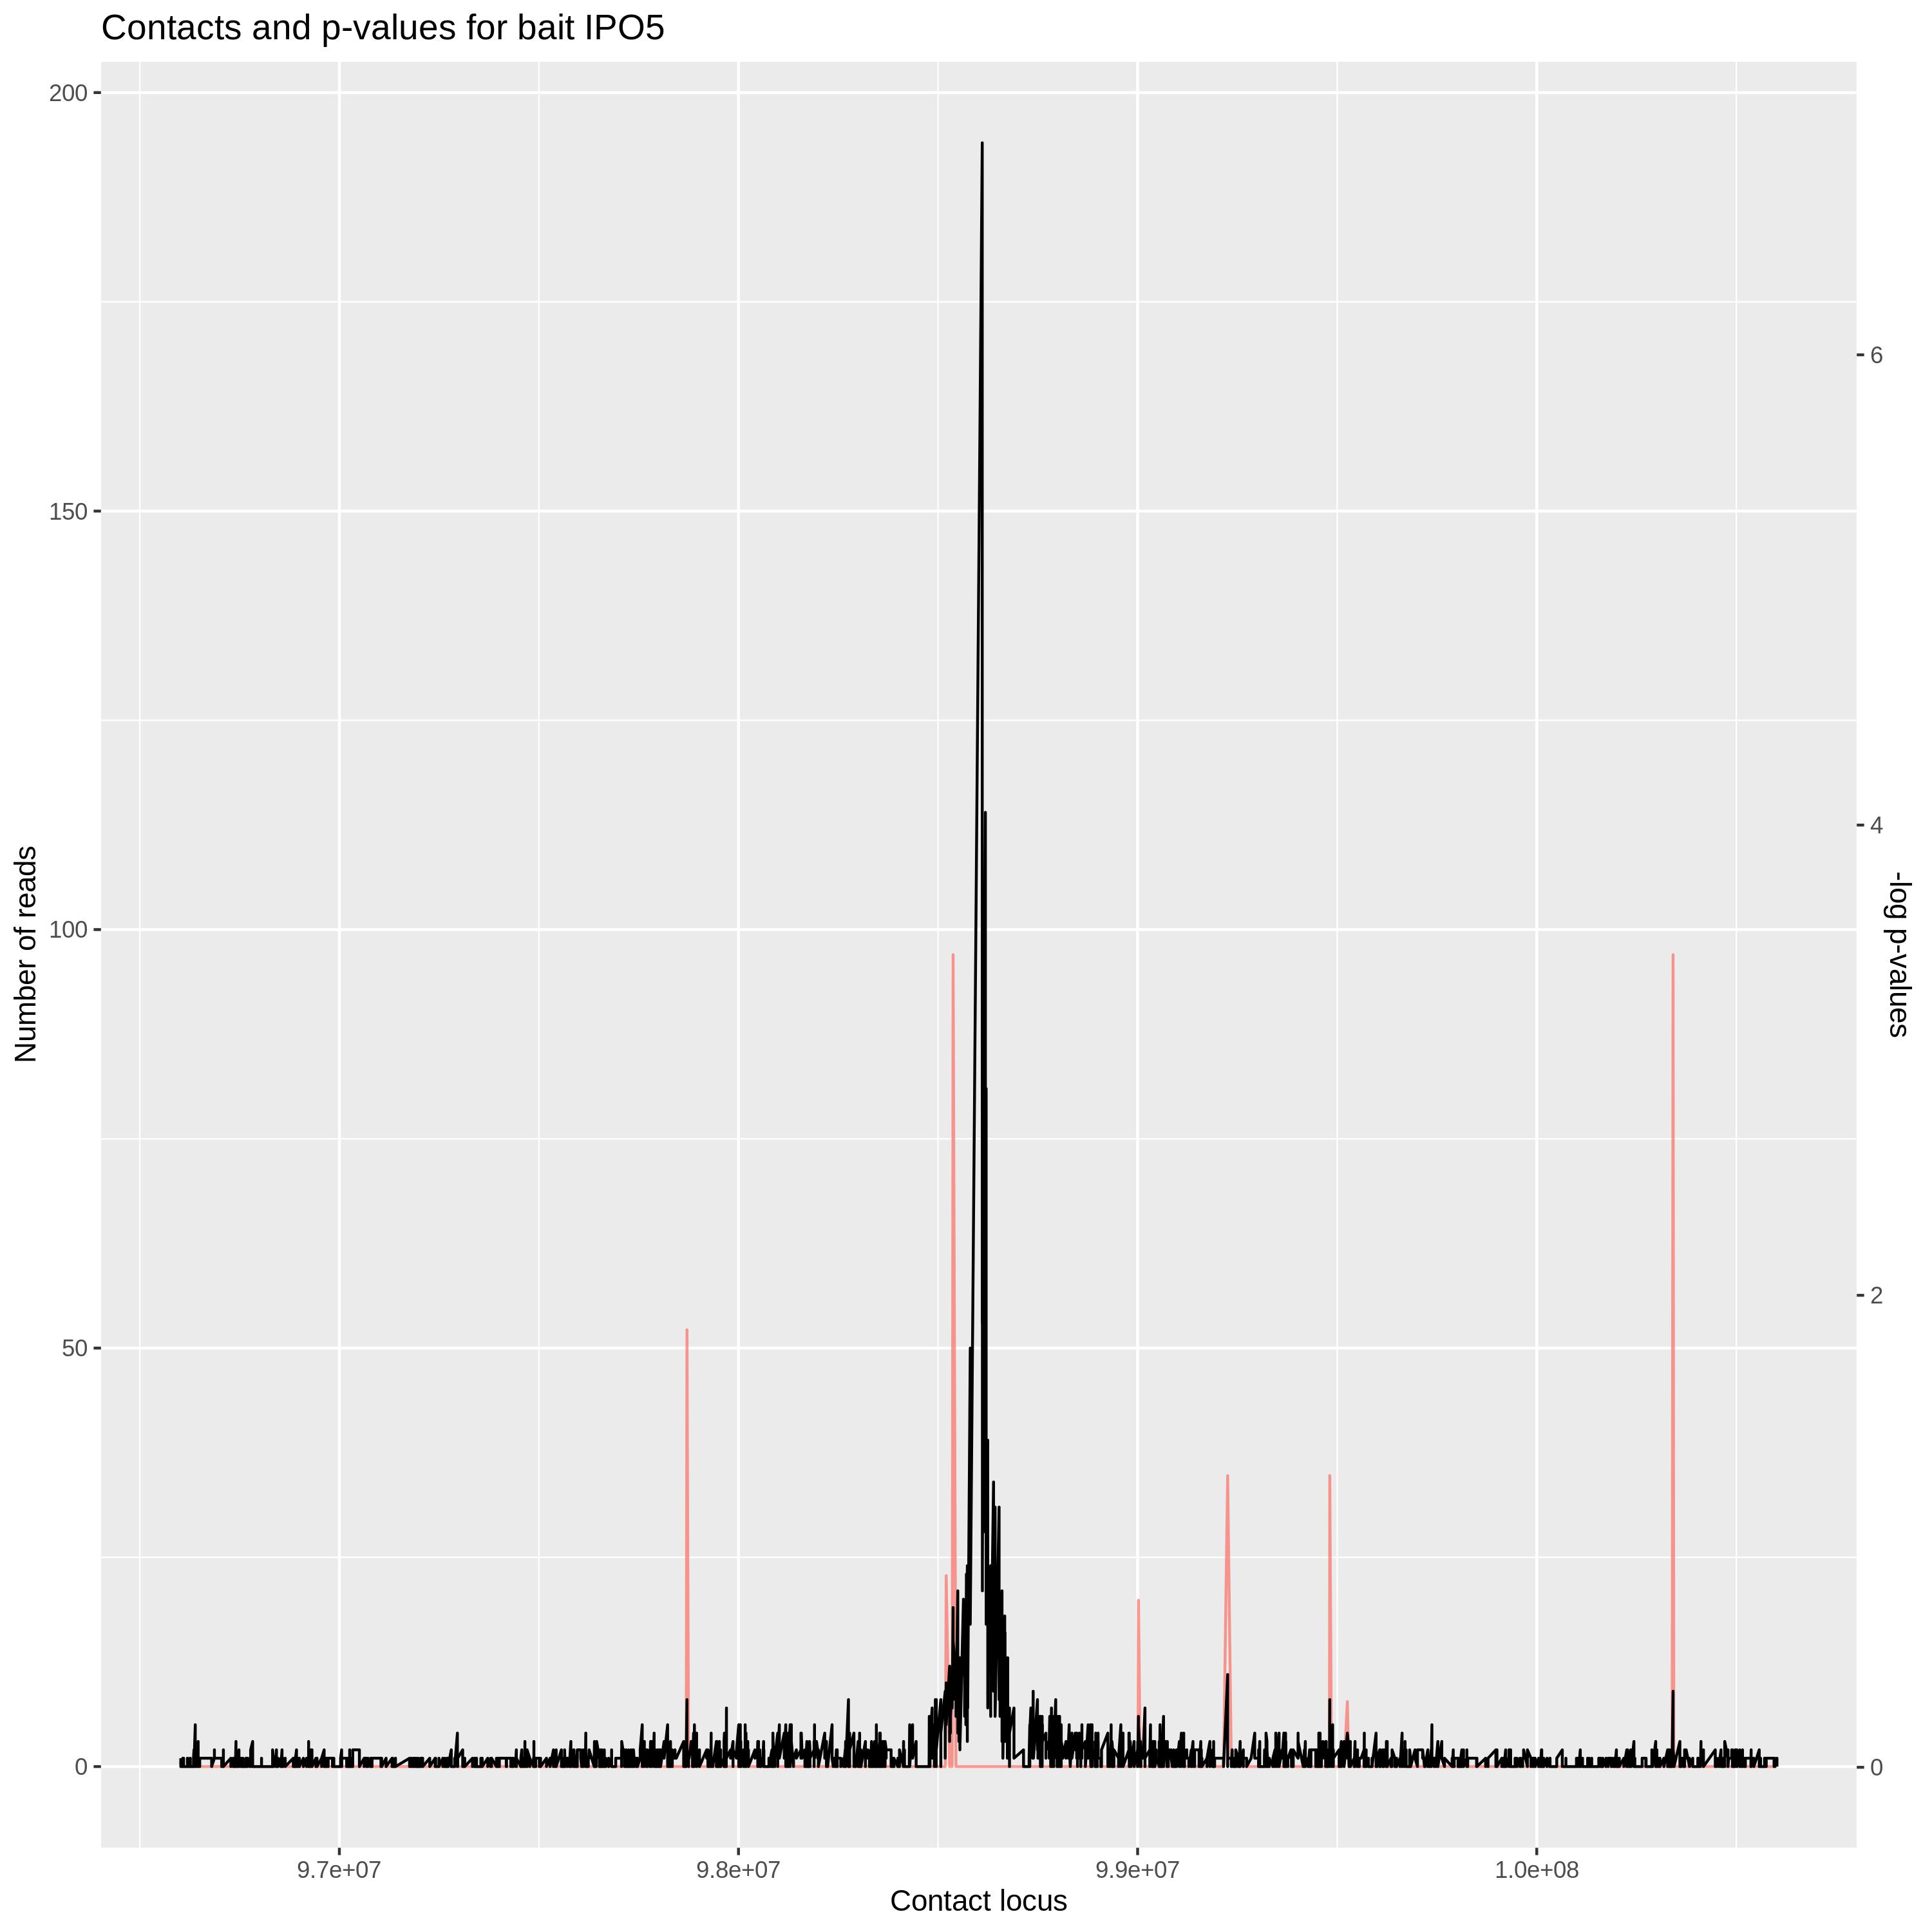 Contacts and p-values for bait IPO5
200
150
100
50
0
Number of reads
6
4
2
0
-log p-values
9.7e+07
9.8e+07
9.9e+07
1.0e+08
Contact locus